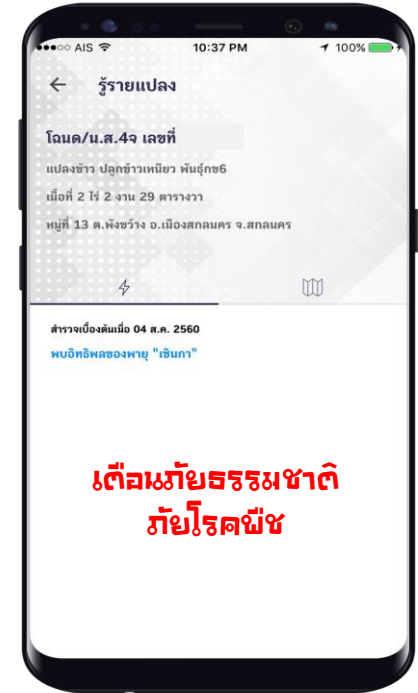 ●●●○○ AIS 10:37 PM 100%
รู้รายแปลง
โฉนด/น.ส.4จ เลขที่
แปลงข้าว ปลูกข้าวเหนียว พันธุ์กข6
เนื้อที่ 2 ไร่ 2 งาน 29 ตารางวา
หมู่ที่ 13 ต.พังขว้าง อ.เมืองสกลนคร จ.สกลนคร
สำรวจเบื้องต้นเมื่อ 04 ส.ค. 2560
พบอิทธิพลของพายุ "เซินกา"
เตือนภัยธรรมชาติ
ภัยโรคพืช